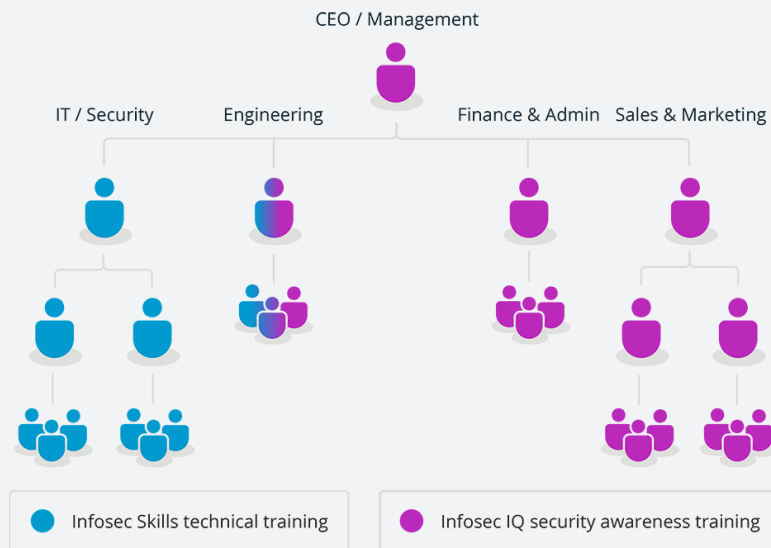 CEO / Management
IT / Security
Engineering
Finance & Admin
Sales & Marketing
Infosec Skills technical training
Infosec IQ security awareness training